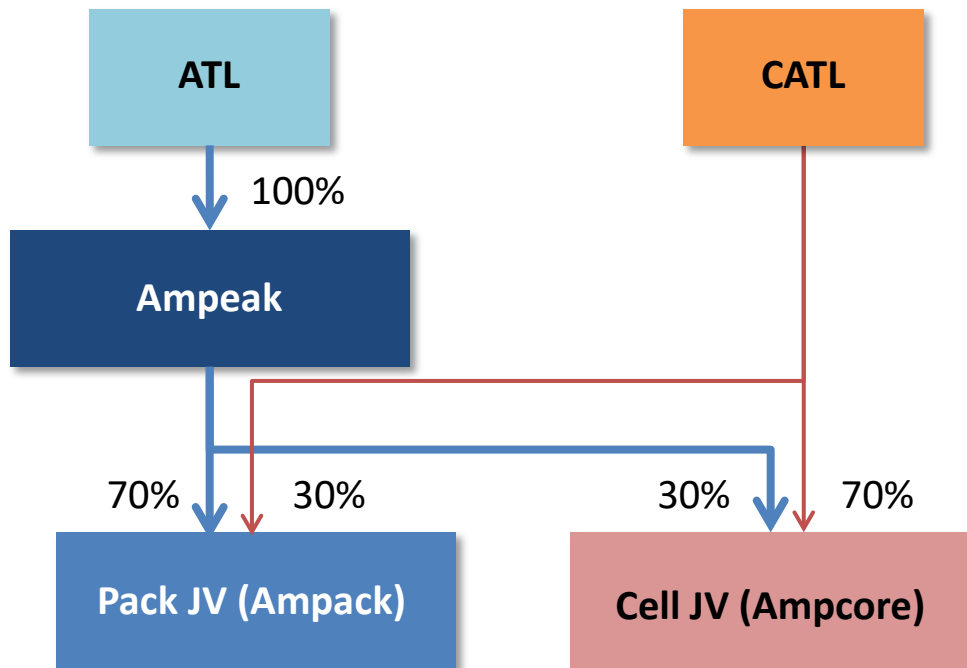 ATL
CATL
100%
Ampeak
70%
30%
30%
70%
Pack JV (Ampack)
Cell JV (Ampcore)